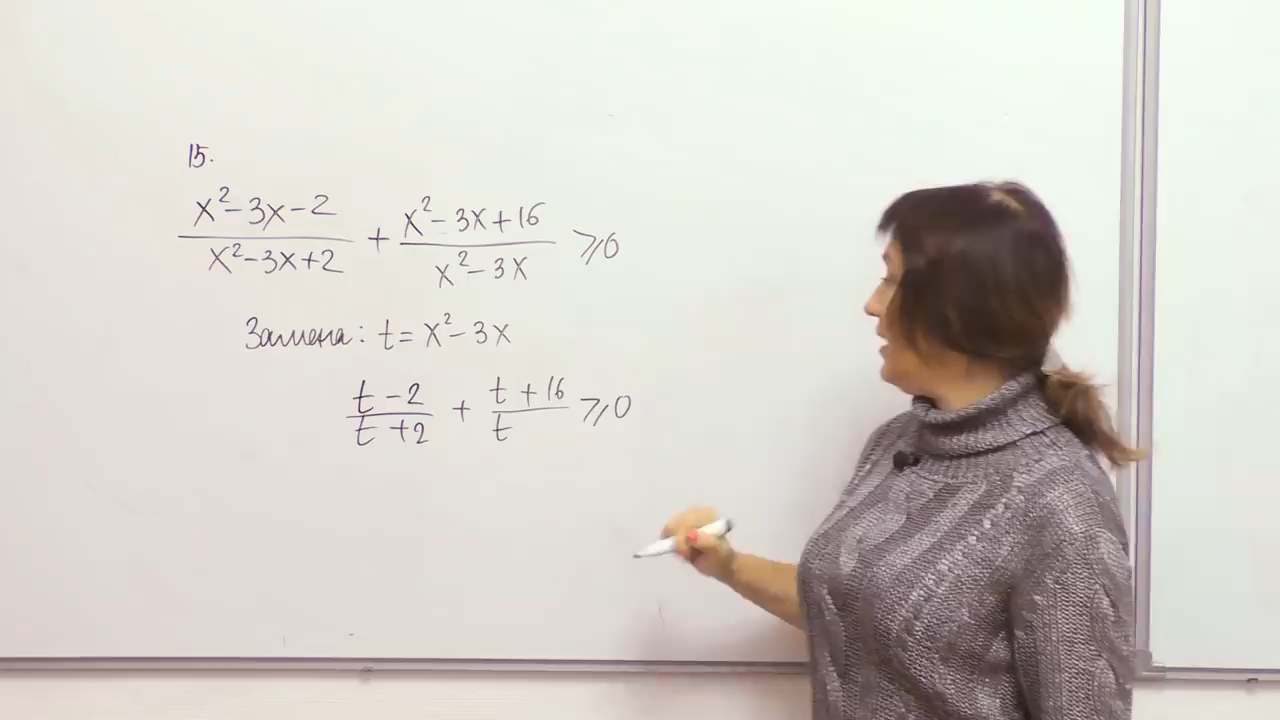 15.
(x²-3x-2)/(x²-3x+2) + (x²-3x+16)/(x²-3x) ⩾0
Замена: t = x²-3x
(t-2)/(t+2) + (t+16)/t ⩾0